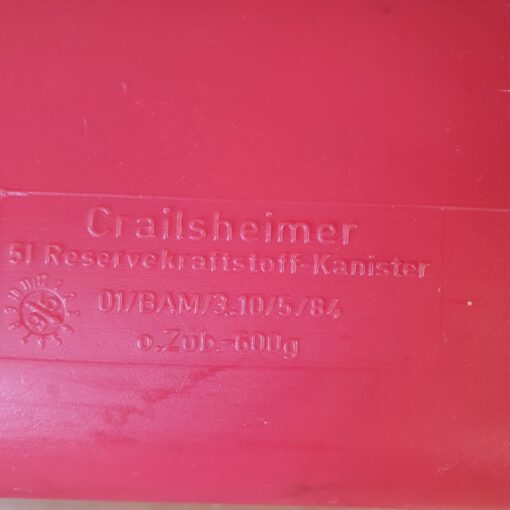 Crailsheimer
5l Reservekraftstoff-Kanister
01/BAM/3.10/5/84
o.Zub.-600g